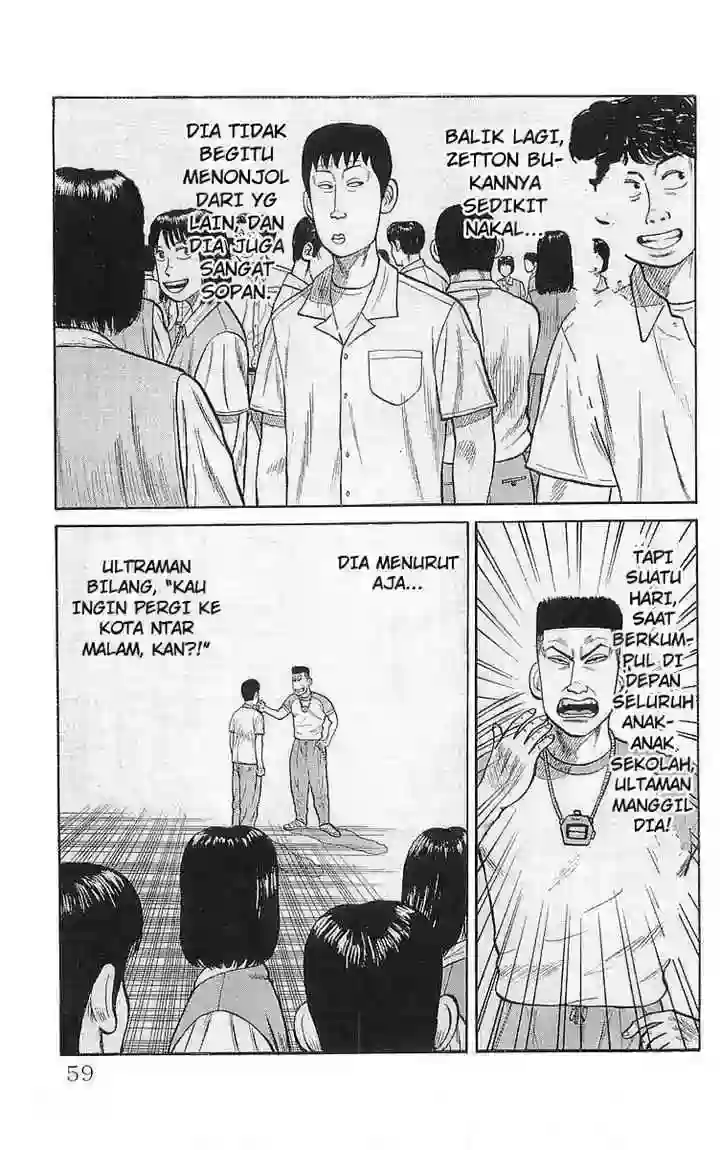 BALIK LAGI,
ZETTON BU-
KANNYA
SEDIKIT
NAKAL...
DIA TIDAK
BEGITU
MENONJOL
DARI YG
LAIN, DAN
DIA JUGA
SANGAT
SOPAN.
TAPI
SUATU
HARI,
SAAT
BERKUM-
PUL DI
DEPAN
SELURUH
ANAK-
ANAK
SEKOLAH,
ULTAMAN
MANGGIL
DIA!
DIA MENURUT
AJA...
ULTRAMAN
BILANG, "KAU
INGIN PERGI KE
KOTA NTAR
MALAM, KAN?!"
59